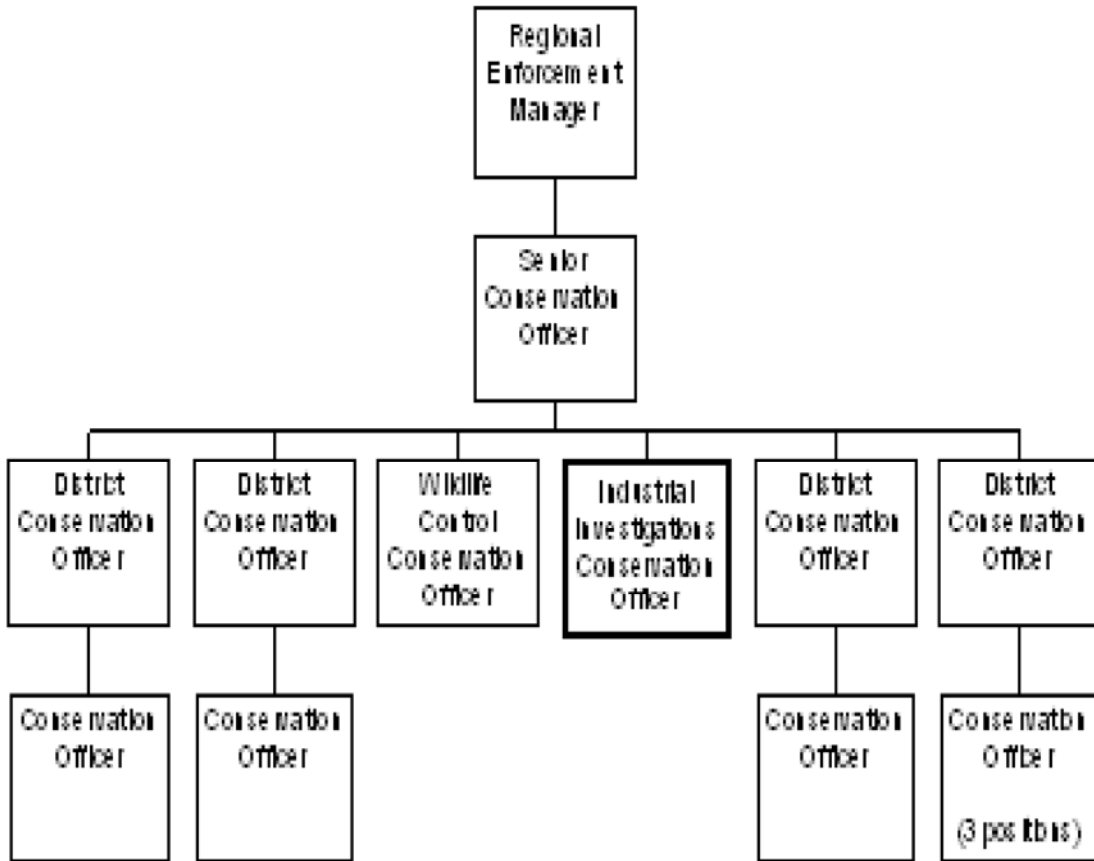 Regional
Enforcement
Manager
Senior
Conservation
Officer
District
Conservation
Officer
District
Conservation
Officer
Wildlife
Control
Conservation
Officer
Industrial
Investigations
Conservation
Officer
District
Conservation
Officer
District
Conservation
Officer
Conservation
Officer
Conservation
Officer
Conservation
Officer
Conservation
Officer
(3 positions)